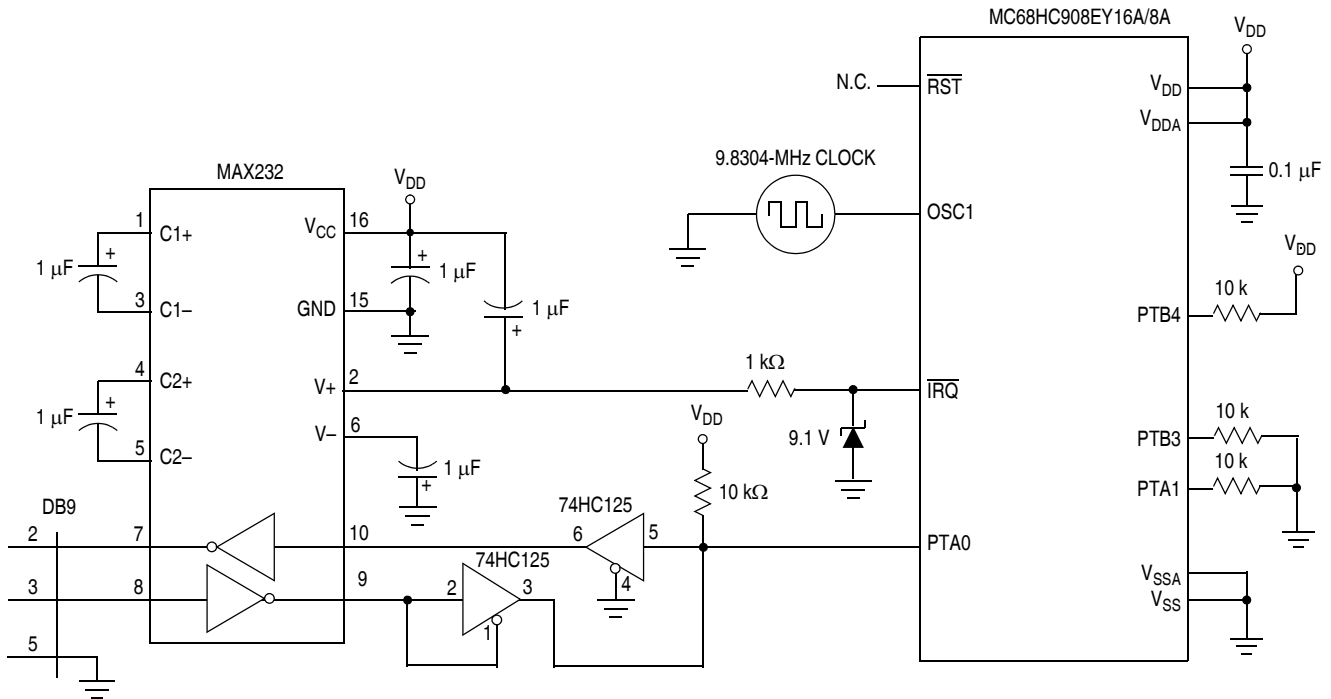 MC68HC908EY16A/8A
VDD
N.C.
RST
VDD
VDDA
0.1 µF
9.8304-MHz CLOCK
OSC1
MAX232
VDD
1
C1+
VCC
16
1 µF
+
+
1 µF
3
C1–
GND
15
1 µF
+
VDD
10 k
PTB4
4
C2+
V+
2
1 kΩ
IRQ
1 µF
+
5
C2–
V–
6
1 µF
+
VDD
9.1 V
10 kΩ
PTB3
10 k
PTA1
10 k
DB9
74HC125
2
7
10
6
5
4
PTA0
74HC125
3
8
9
2
3
1
5
VSSA
VSS